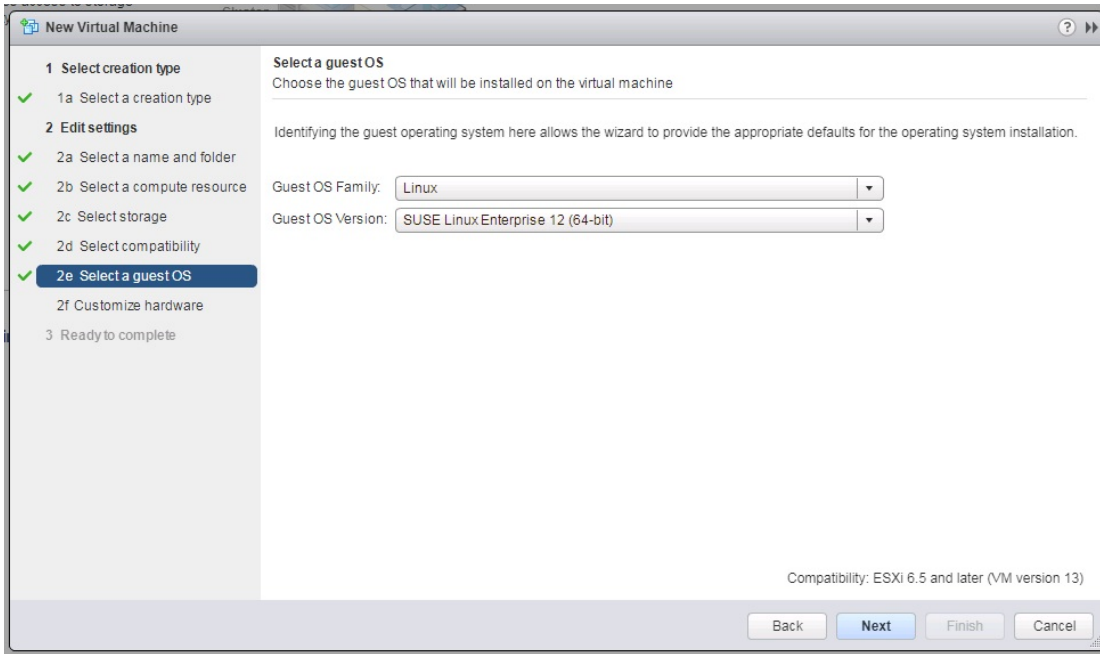 New Virtual Machine
1 Select creation type
1a Select a creation type
2 Edit settings
2a Select a name and folder
2b Select a compute resource
2c Select storage
2d Select compatibility
2e Select a guest OS
2f Customize hardware
3 Ready to complete
Select a guest OS
Choose the guest OS that will be installed on the virtual machine
Identifying the guest operating system here allows the wizard to provide the appropriate defaults for the operating system installation.
Guest OS Family: Linux
Guest OS Version: SUSE Linux Enterprise 12 (64-bit)
Compatibility: ESXi 6.5 and later (VM version 13)
Back Next Finish Cancel